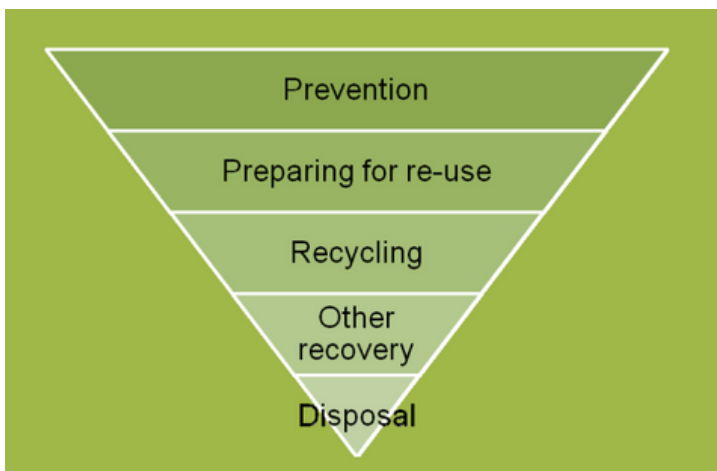 Prevention
Preparing for re-use
Recycling
Other
recovery
Disposal